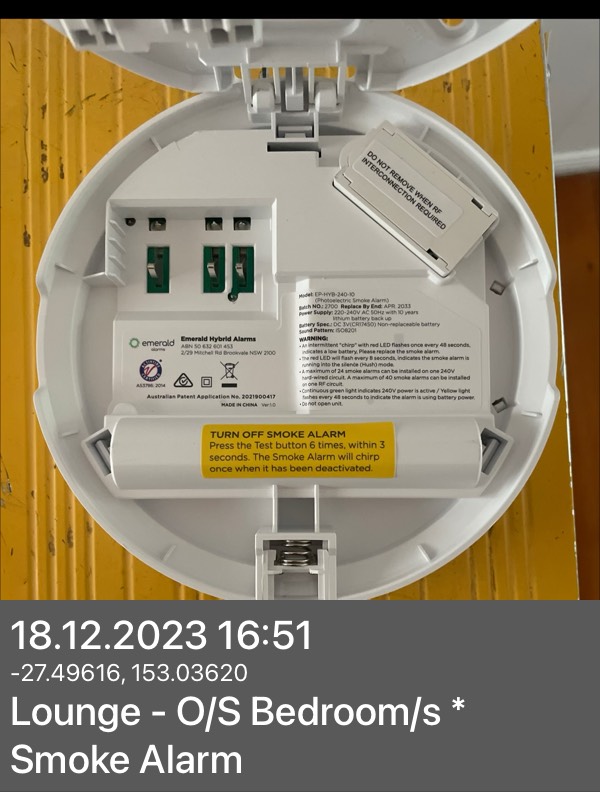 DO NOT REMOVE WHEN RF
INTERCONNECTION REQUIRED
Model: EP-HYB-240-10
(Photoelectric Smoke Alarm)
Batch NO.: 2700 Replace By End: APR. 2033
Power Supply: 220-240V AC 50Hz with 10 years
lithium battery back up
Battery Spec.: DC 3V(CR17450) Non-replaceable battery
Sound Pattern: ISO8201
WARNING:
• An intermittent "chirp" with red LED flashes once every 48 seconds,
indicates a low battery, Please replace the smoke alarm.
• The red LED will flash every 8 seconds, indicates the smoke alarm is
running into the silence (Hush) mode.
• A maximum of 24 smoke alarms can be installed on one 240V
hard-wired circuit. A maximum of 40 smoke alarms can be installed
on one RF circuit.
• Continuous green light indicates 240V power is active / Yellow light
flashes every 48 seconds to indicate the alarm is using battery power.
• Do not open unit.
emerald
alarms
Emerald Hybrid Alarms
ABN 50 632 601 453
2/29 Mitchell Rd Brookvale NSW 2100
AS3786:2014
Australian Patent Application No. 2021900417
MADE IN CHINA Ver1.0
TURN OFF SMOKE ALARM
Press the Test button 6 times, within 3
seconds. The Smoke Alarm will chirp
once when it has been deactivated.
18.12.2023 16:51
-27.49616, 153.03620
Lounge - O/S Bedroom/s *
Smoke Alarm